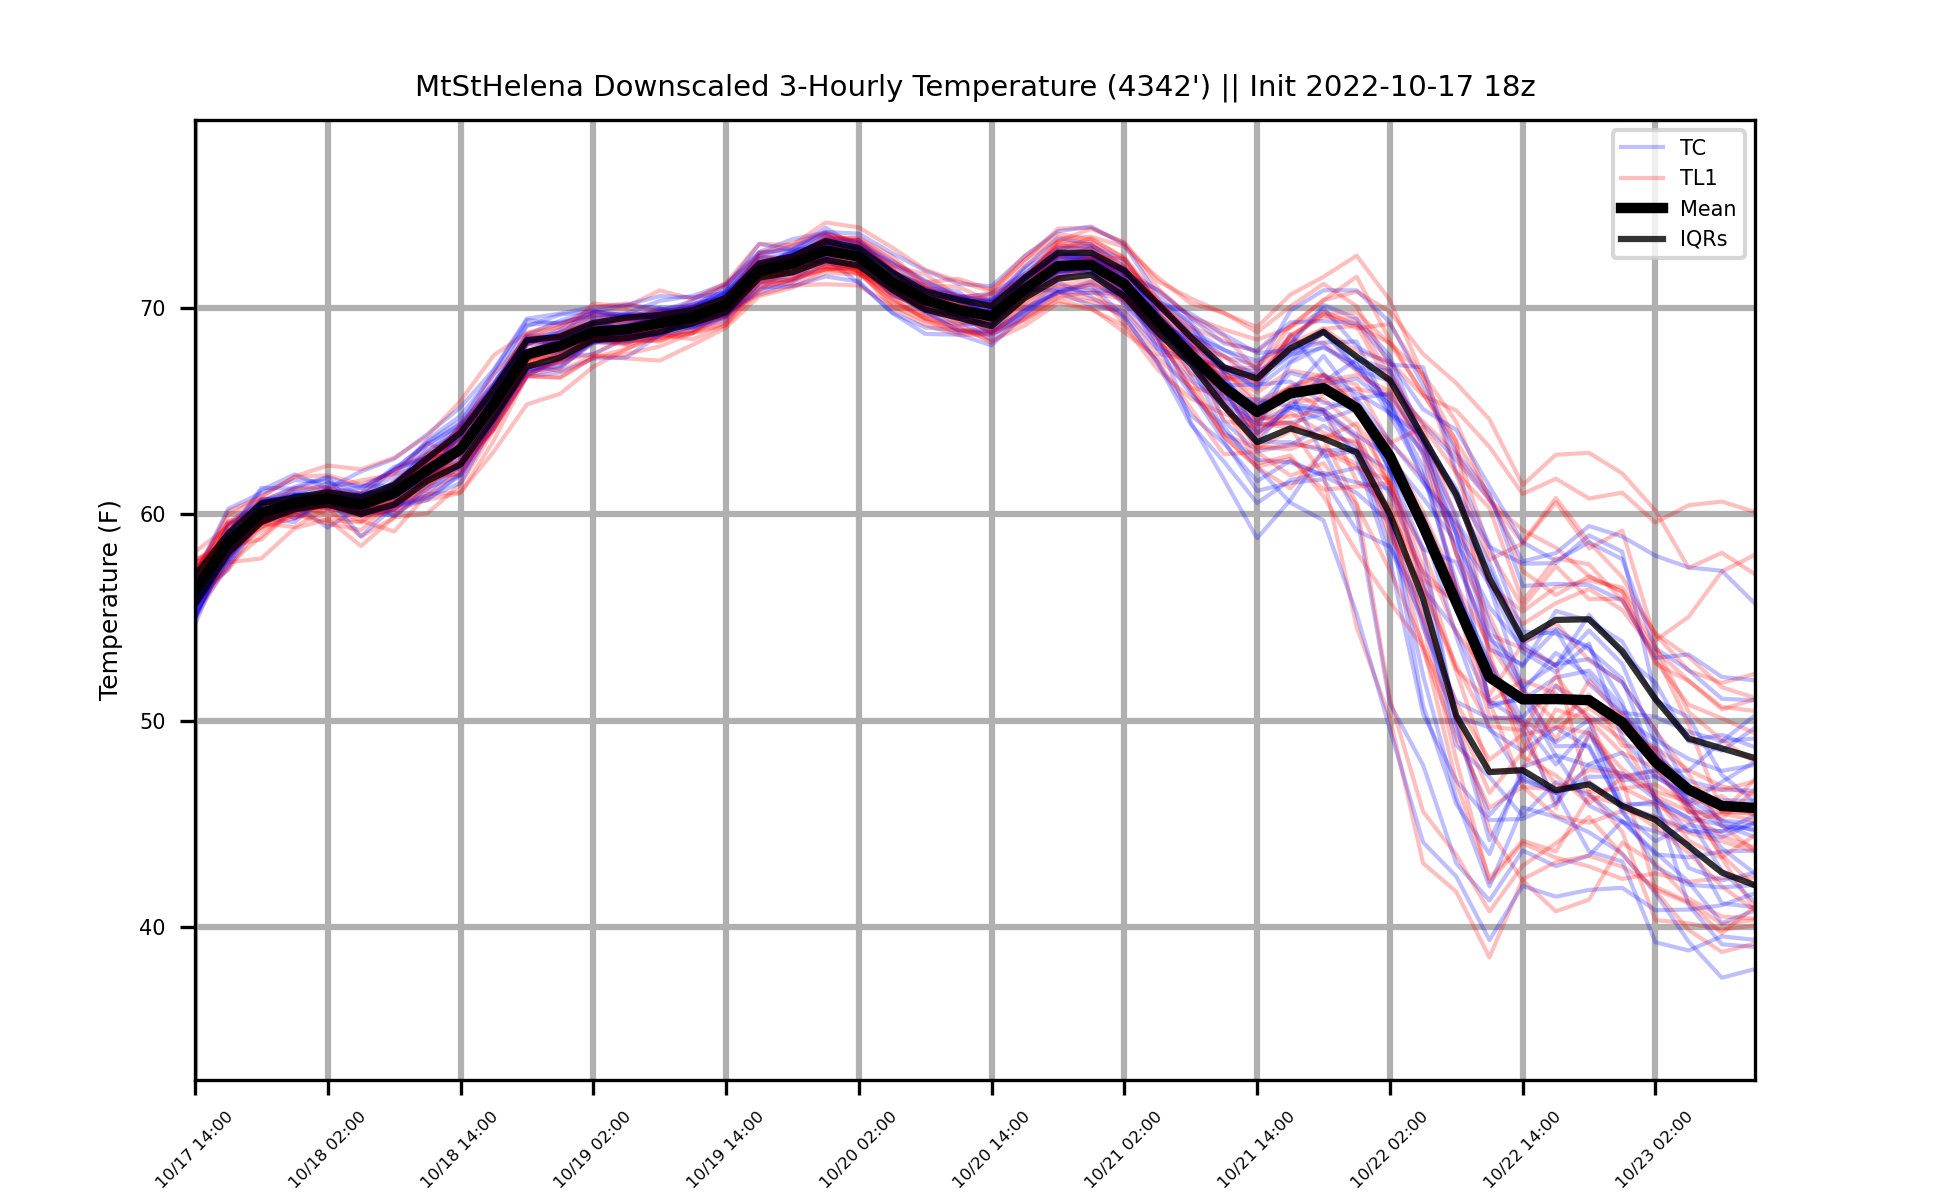 MtStHelena Downscaled 3-Hourly Temperature (4342') || Init 2022-10-17 18z
TC
TL1
Mean
IQRs
Temperature (F)
70
60
50
40
10/17 14:00
10/18 02:00
10/18 14:00
10/19 02:00
10/19 14:00
10/20 02:00
10/20 14:00
10/21 02:00
10/21 14:00
10/22 02:00
10/22 14:00
10/23 02:00